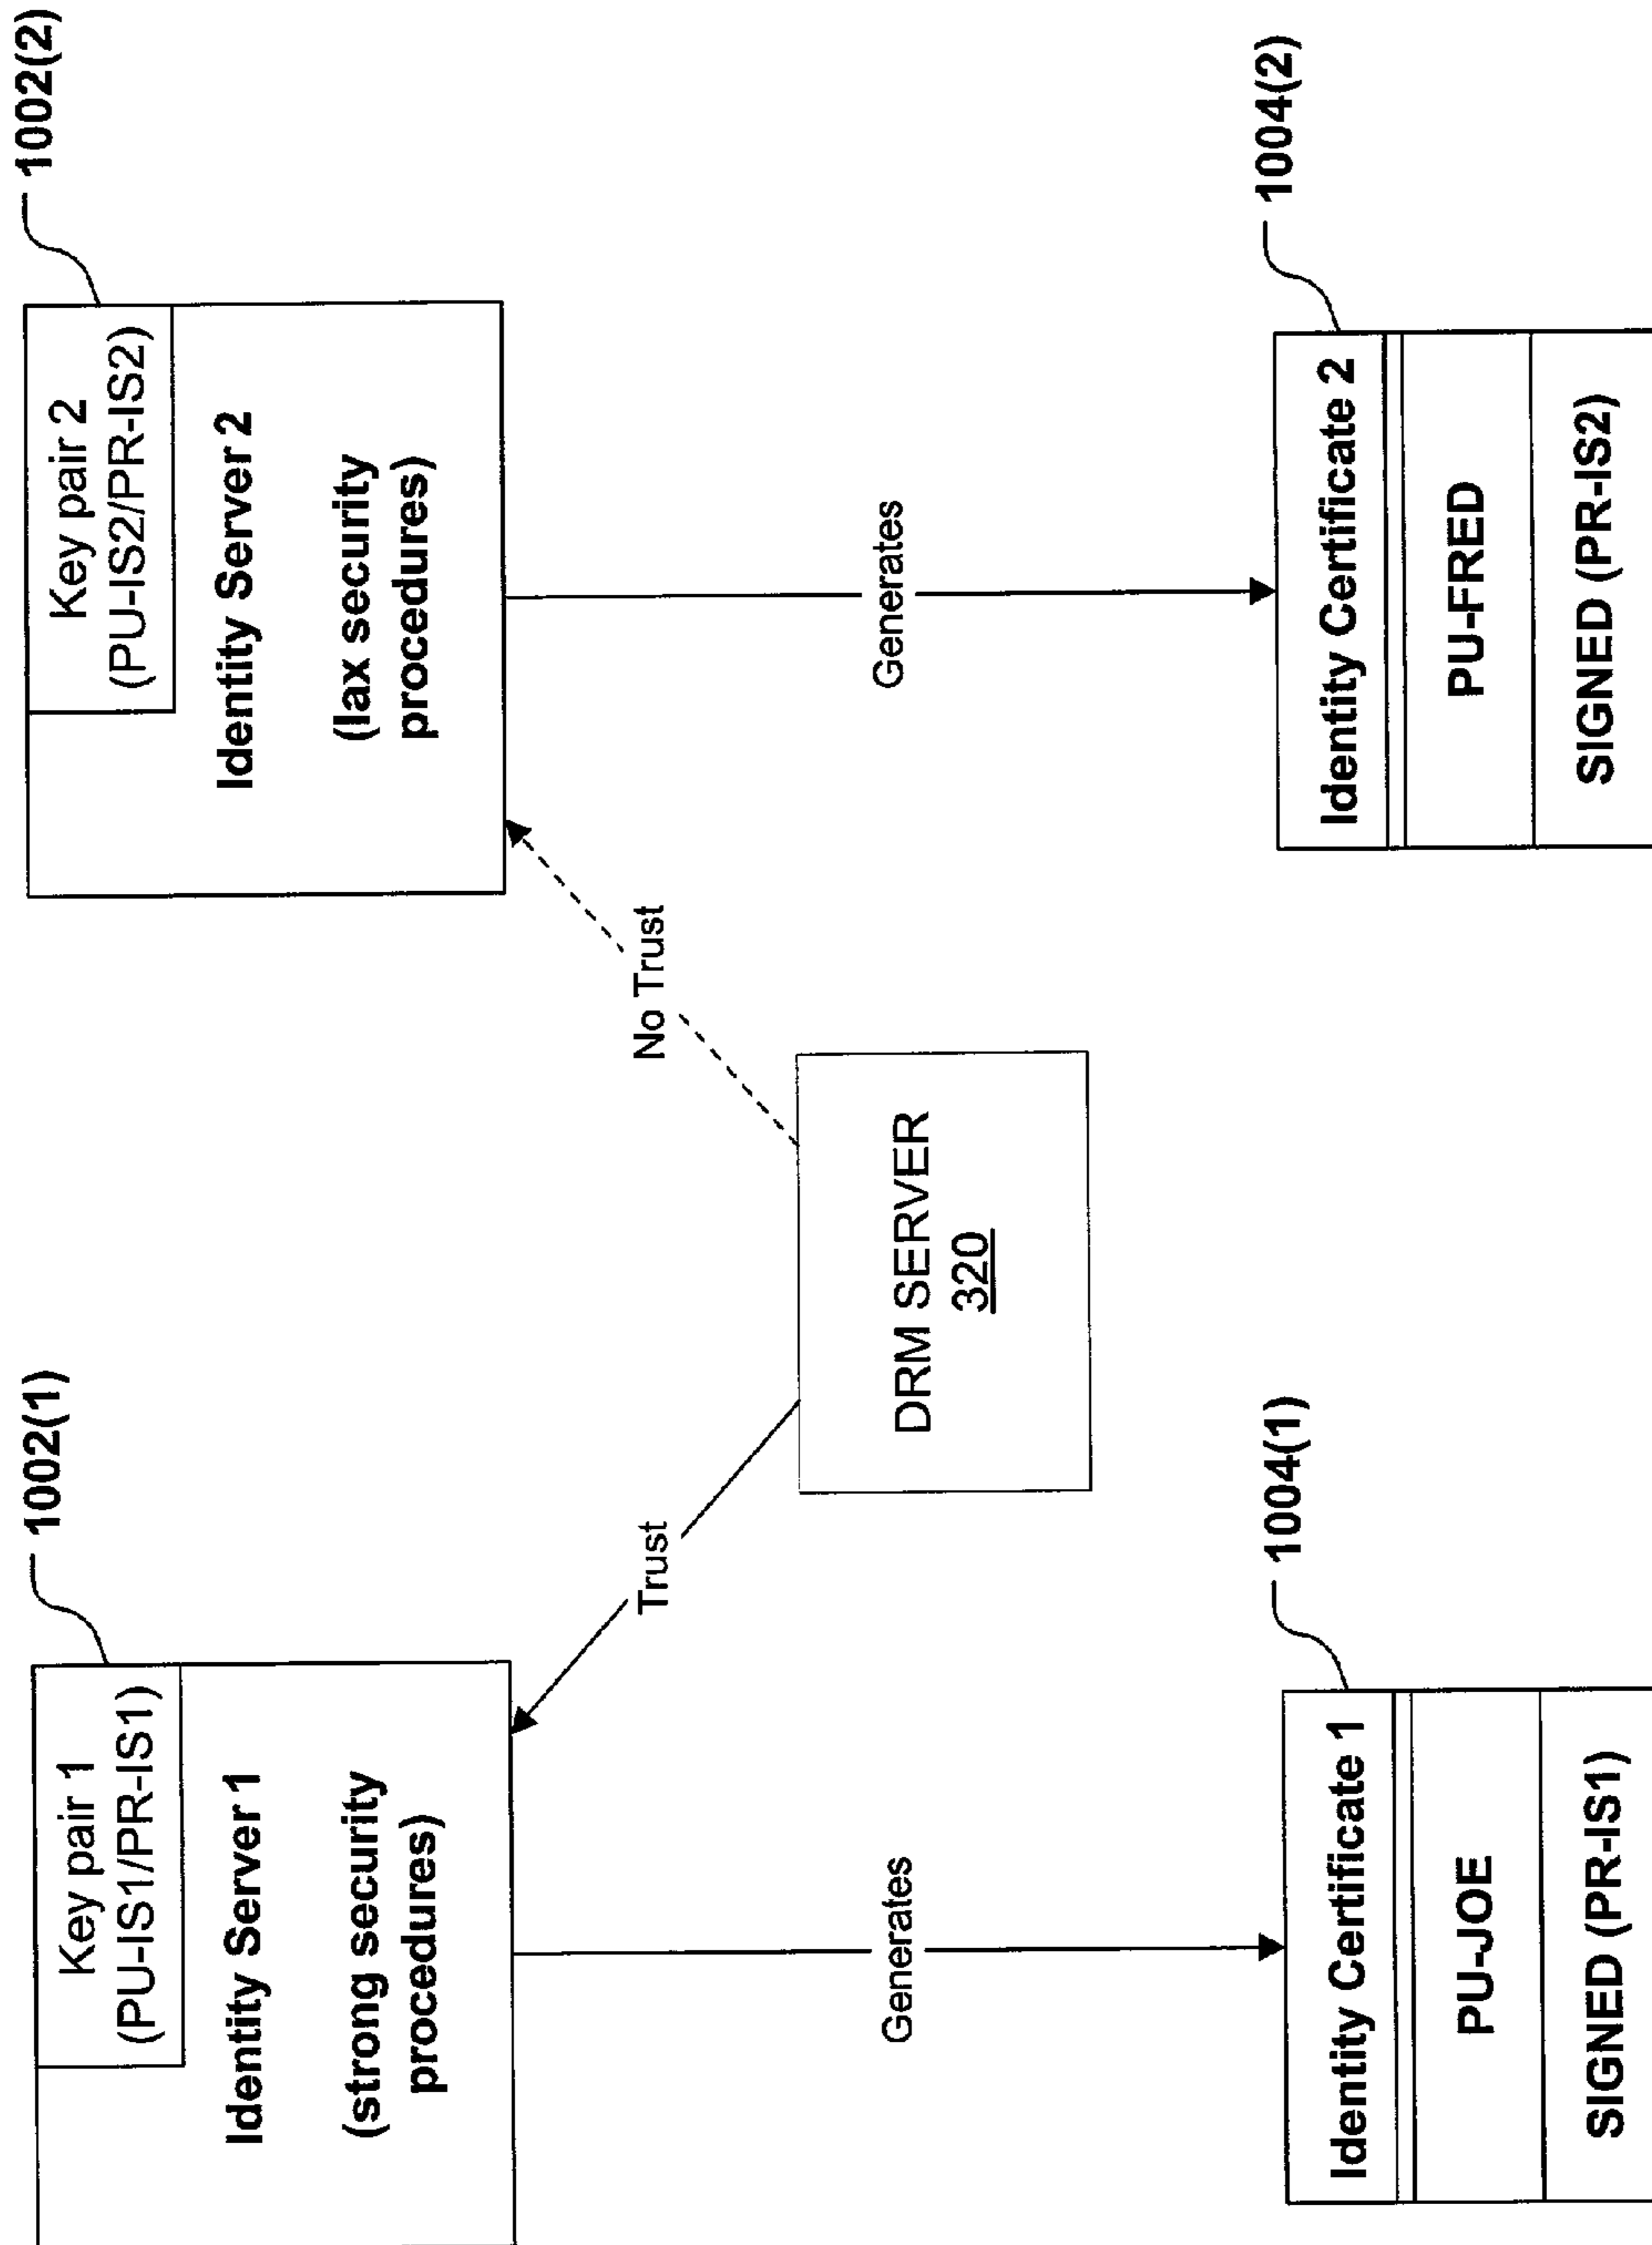 1002(1)
Key pair 1
(PU-IS1/PR-IS1)
Identity Server 1
(strong security
procedures)
1002(2)
Key pair 2
(PU-IS2/PR-IS2)
Identity Server 2
(lax security
procedures)
Trust
No Trust
DRM SERVER
320
Generates
Generates
1004(1)
Identity Certificate 1
PU-JOE
SIGNED (PR-IS1)
1004(2)
Identity Certificate 2
PU-FRED
SIGNED (PR-IS2)